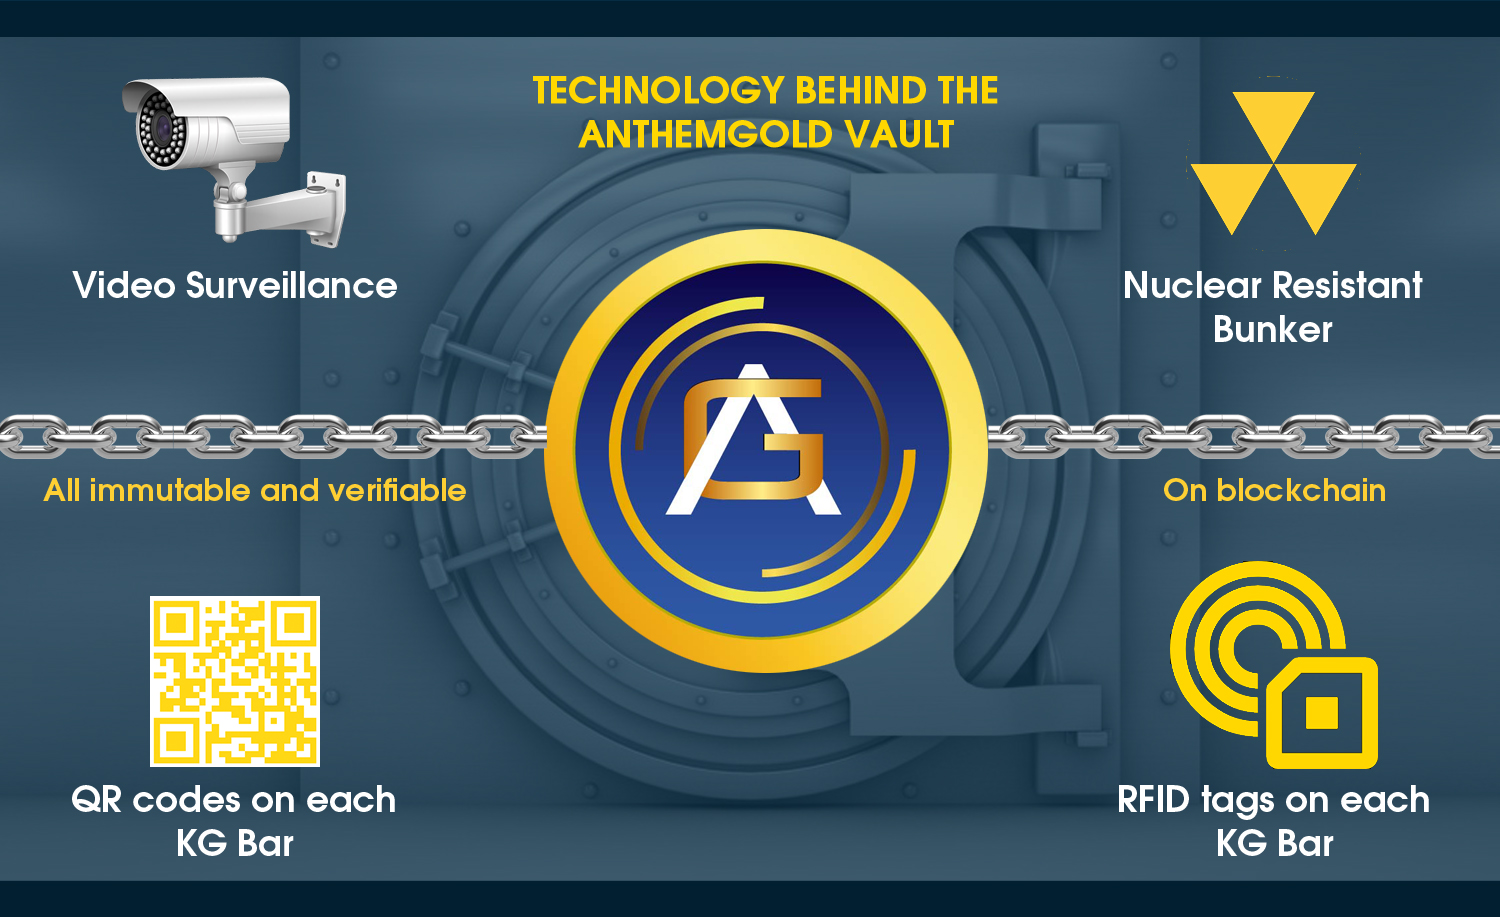 TECHNOLOGY BEHIND THE
ANTHEMGOLD VAULT
Video Surveillance
Nuclear Resistant
Bunker
AG
All immutable and verifiable
On blockchain
QR codes on each
KG Bar
RFID tags on each
KG Bar